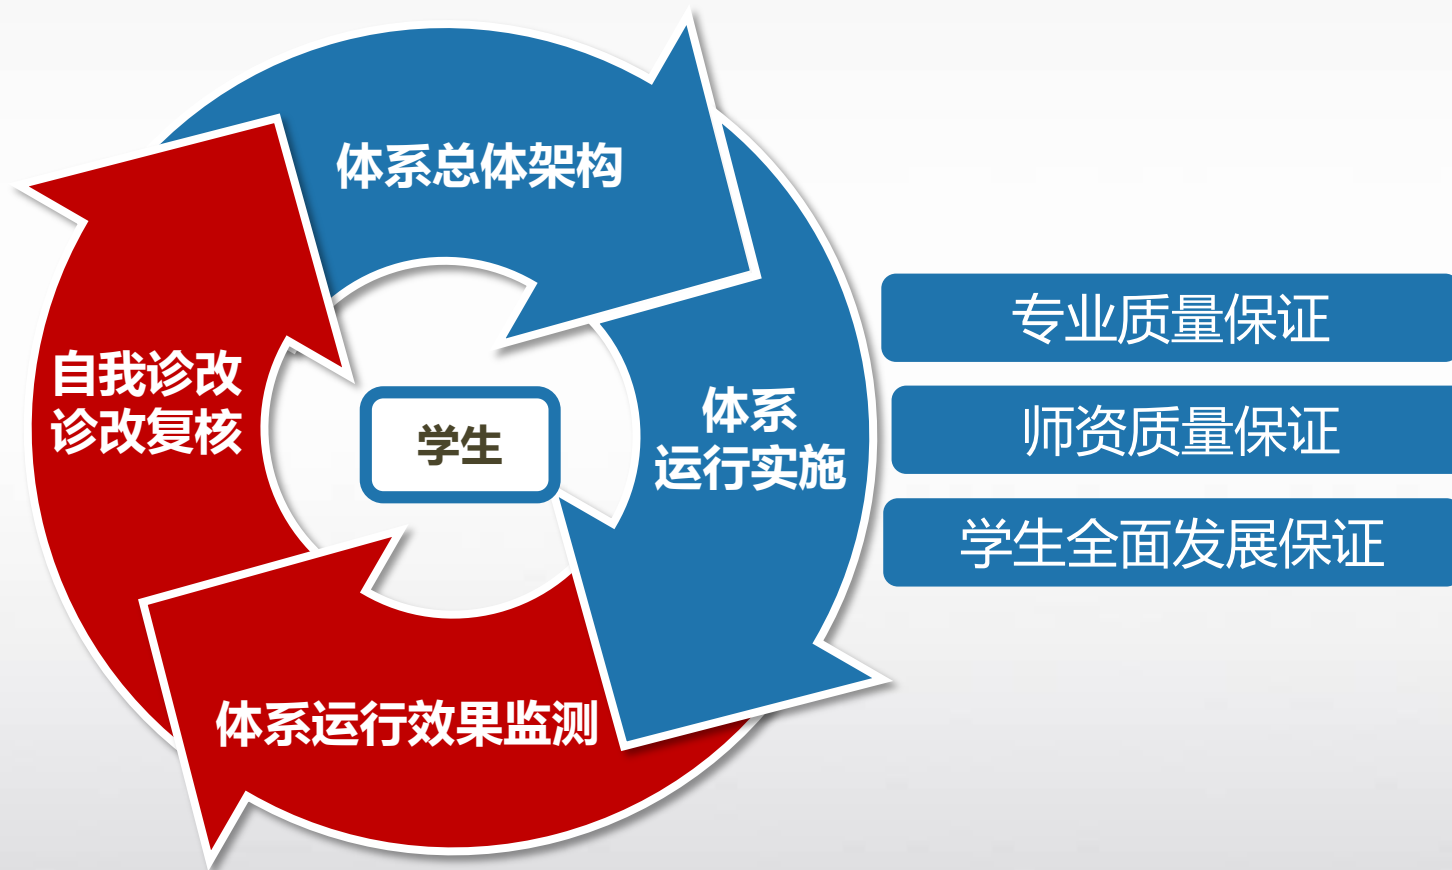 体系总体架构
体系
运行实施
体系运行效果监测
自我诊改
诊改复核
学生
专业质量保证
师资质量保证
学生全面发展保证